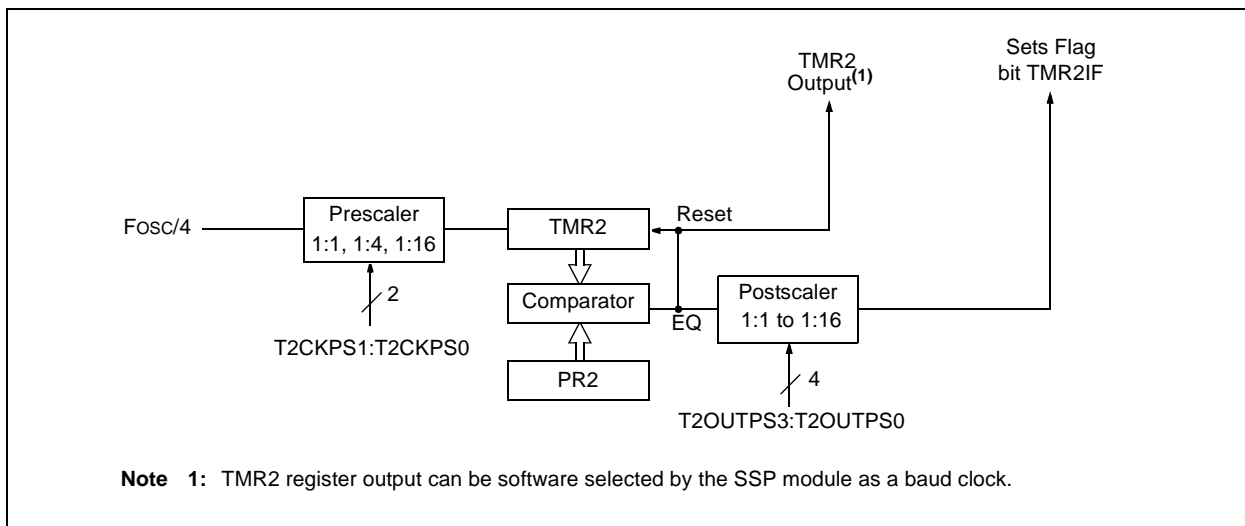 TMR2
Output(1)
Sets Flag
bit TMR2IF
FOSC/4
Prescaler
1:1, 1:4, 1:16
TMR2
Reset
2
Comparator
EQ
Postscaler
1:1 to 1:16
T2CKPS1:T2CKPS0
PR2
4
T2OUTPS3:T2OUTPS0
Note 1: TMR2 register output can be software selected by the SSP module as a baud clock.